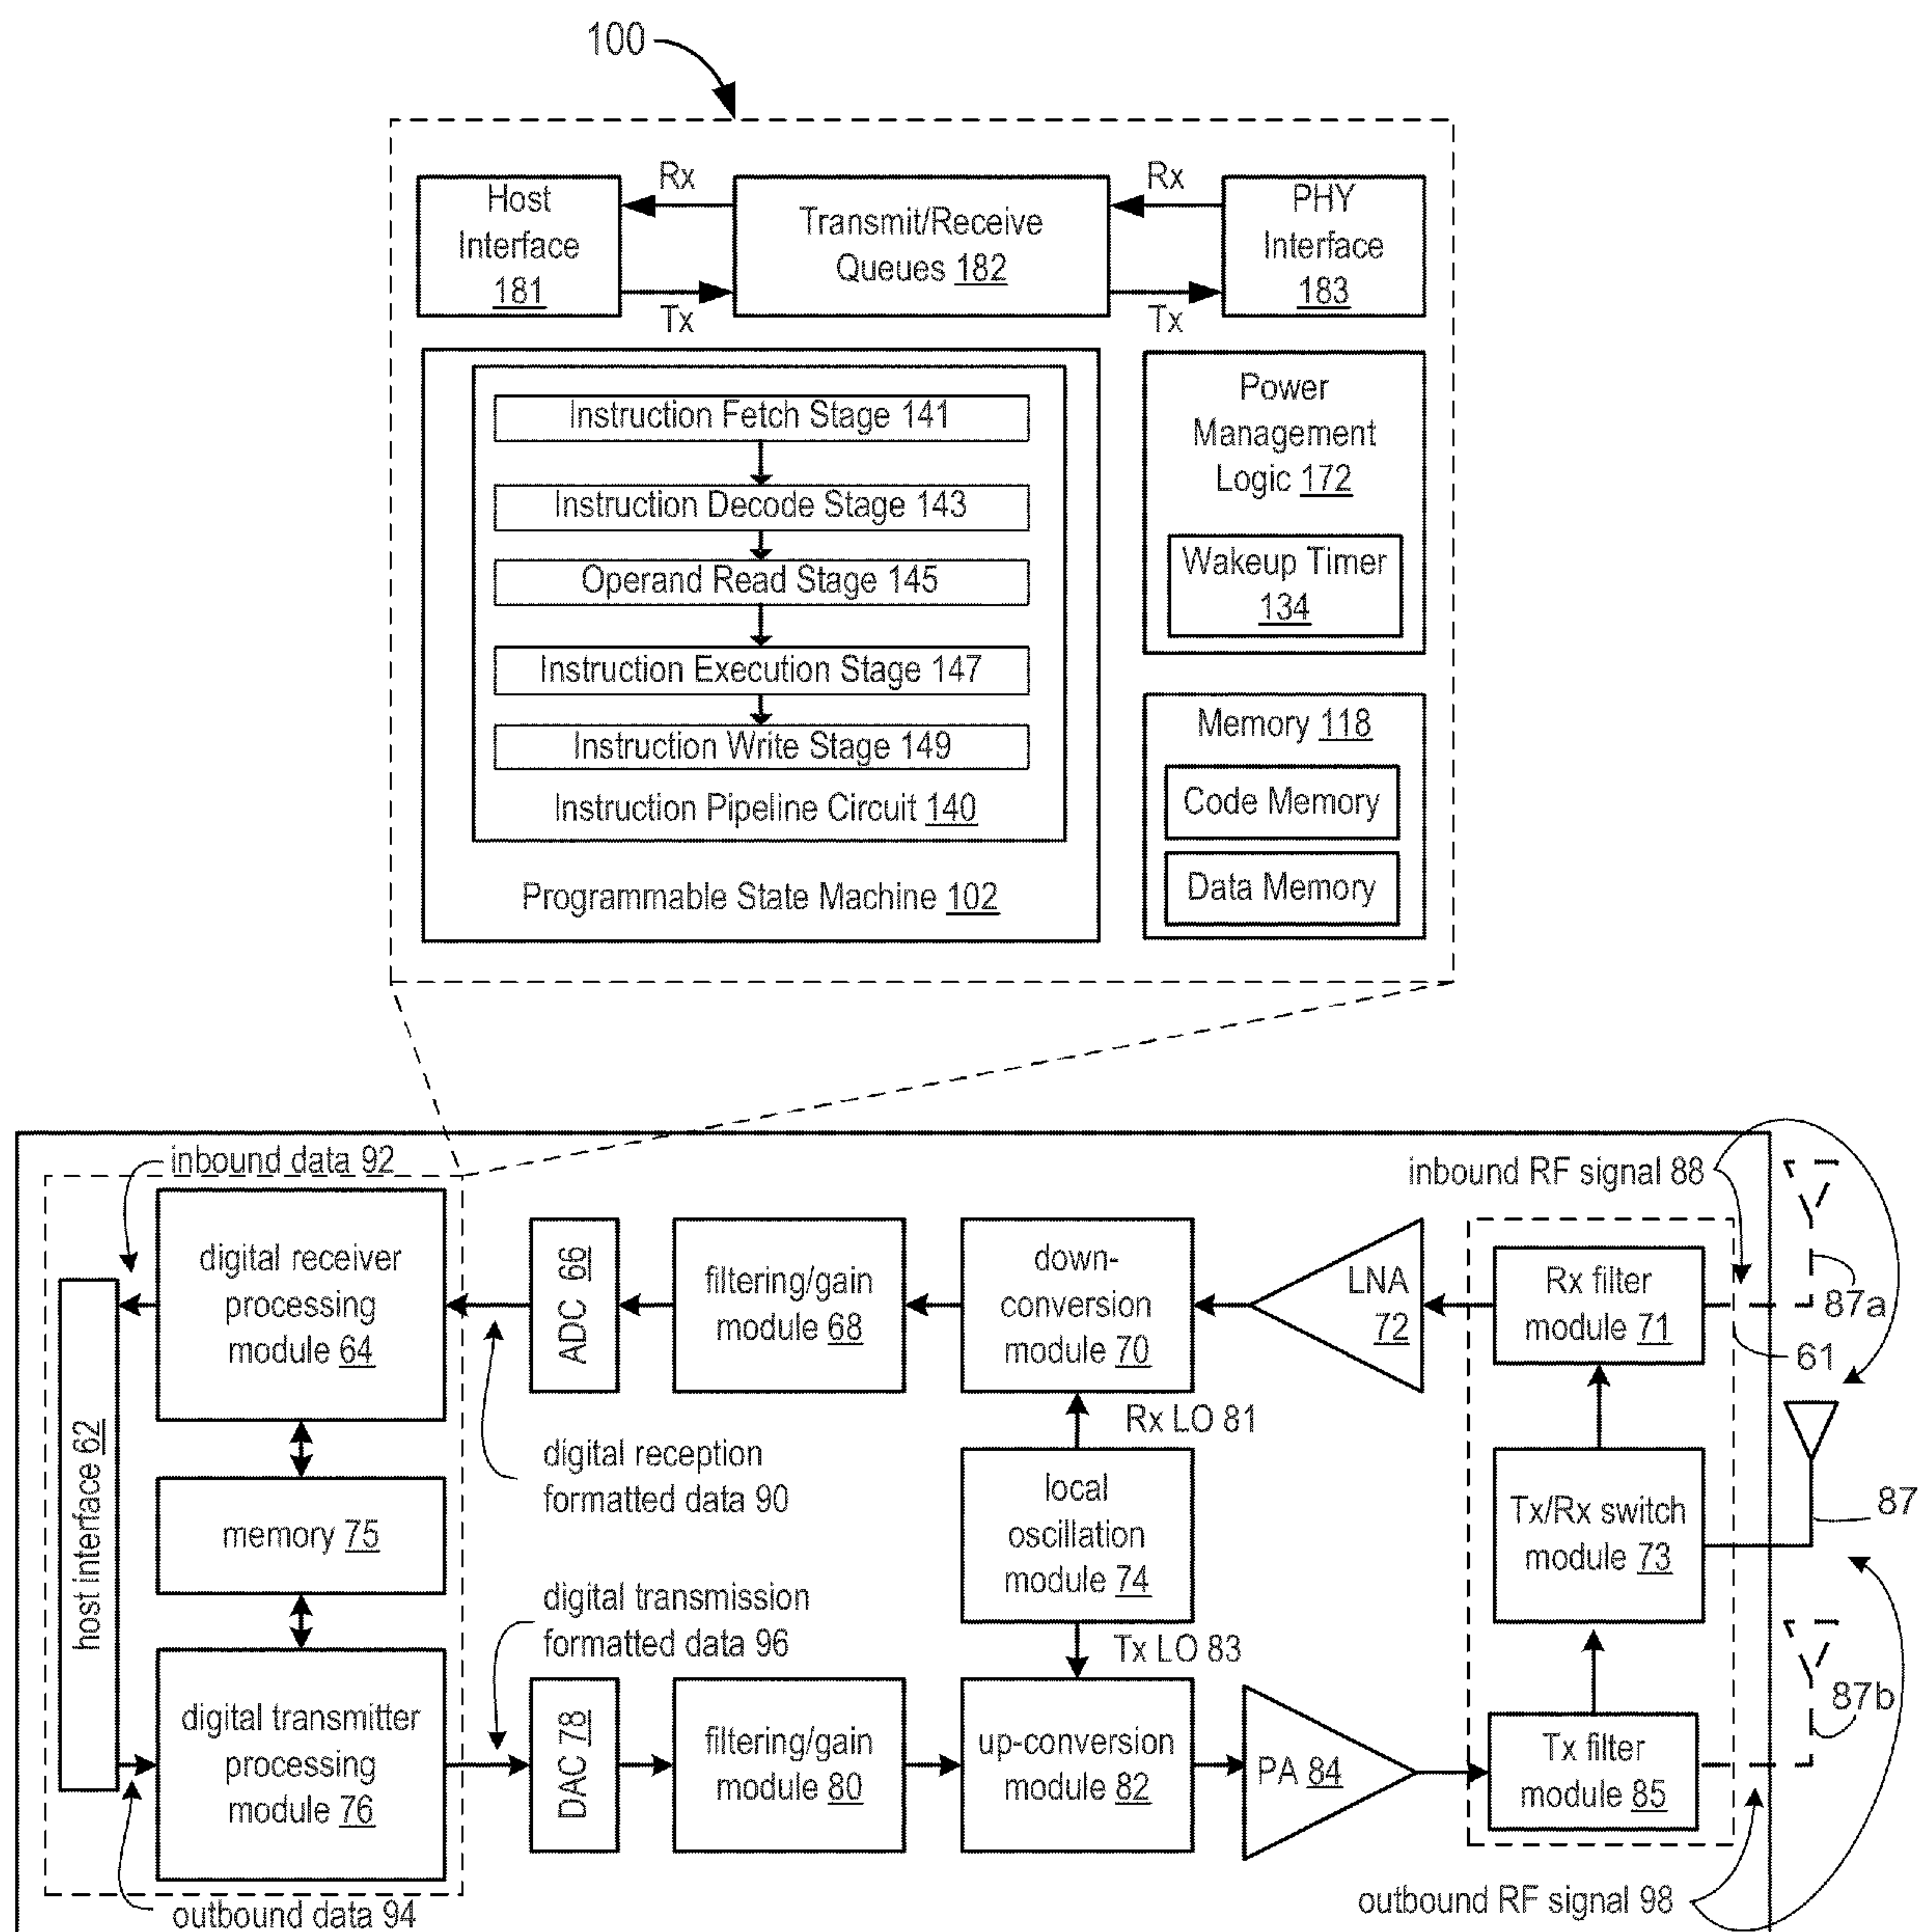 100
Rx
Rx
Host
Interface
181
Transmit/Receive
Queues 182
PHY
Interface
183
Tx
Tx
Instruction Fetch Stage 141
Instruction Decode Stage 143
Operand Read Stage 145
Instruction Execution Stage 147
Instruction Write Stage 149
Instruction Pipeline Circuit 140
Programmable State Machine 102
Power
Management
Logic 172
Wakeup Timer
134
Memory 118
Code Memory
Data Memory
inbound data 92
inbound RF signal 88
host interface 62
digital receiver
processing
module 64
ADC 66
filtering/gain
module 68
down-
conversion
module 70
LNA
72
Rx filter
module 71
87a
61
Rx LO 81
digital reception
formatted data 90
memory 75
local
oscillation
module 74
Tx/Rx switch
module 73
87
digital transmission
formatted data 96
Tx LO 83
digital transmitter
processing
module 76
DAC 78
filtering/gain
module 80
up-conversion
module 82
PA 84
Tx filter
module 85
87b
outbound data 94
outbound RF signal 98